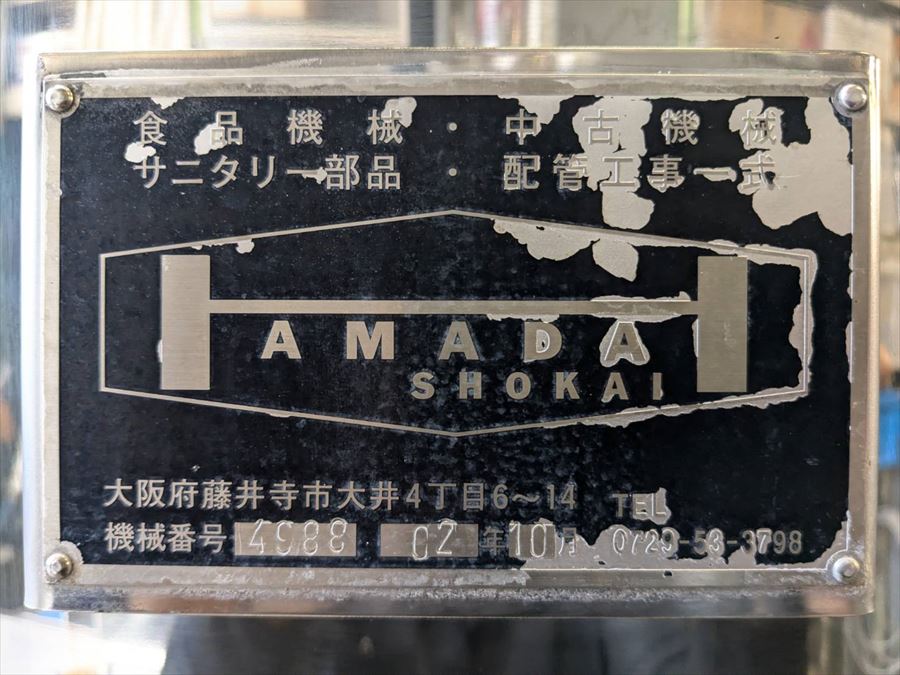 食品機械・中古機械
サニタリー部品・配管工事一式
HAMADA
SHOKAI
大阪府藤井寺市大井4丁目6〜14 TEL
機械番号 4988 02年10月 0729-53-3798